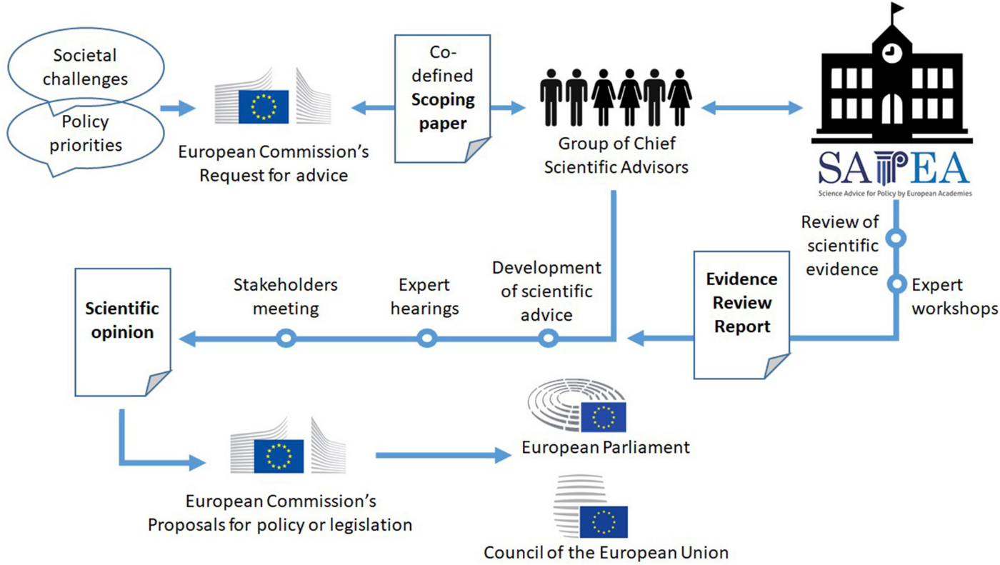 Societal
challenges
Policy
priorities
European Commission’s
Request for advice
Co-
defined
Scoping
paper
Group of Chief
Scientific Advisors
SAPEA
Science Advice for Policy by European Academies
Review of
scientific
evidence
Expert
workshops
Evidence
Review
Report
Development
of scientific
advice
Expert
hearings
Stakeholders
meeting
Scientific
opinion
European Commission’s
Proposals for policy or legislation
European Parliament
Council of the European Union